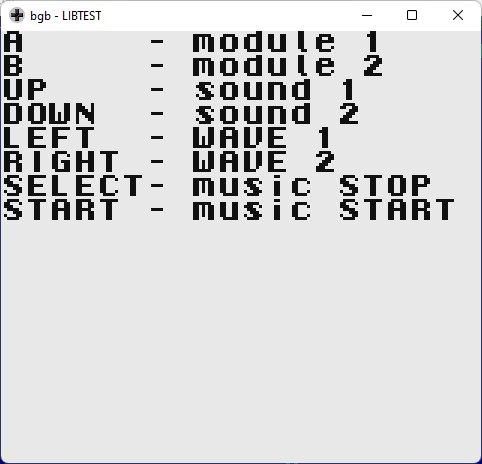 bgb - LIBTEST
A      - module 1
B      - module 2
UP     - sound 1
DOWN   - sound 2
LEFT   - WAVE 1
RIGHT  - WAVE 2
SELECT- music STOP
START  - music START